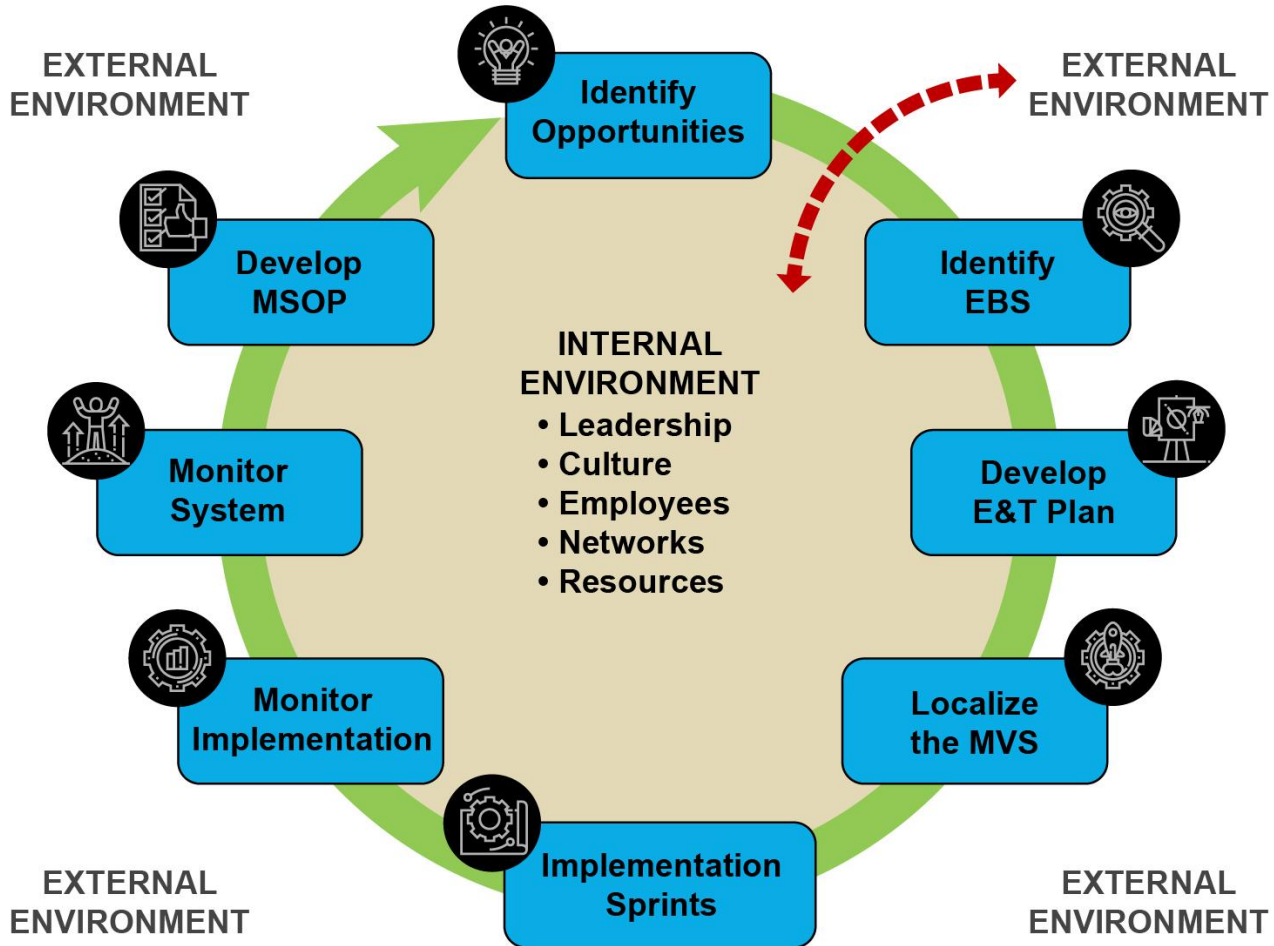 EXTERNAL
ENVIRONMENT
Identify
Opportunities
EXTERNAL
ENVIRONMENT
Identify
EBS
Develop
E&T Plan
Localize
the MVS
Implementation
Sprints
Monitor
Implementation
Monitor
System
Develop
MSOP
INTERNAL
ENVIRONMENT
• Leadership
• Culture
• Employees
• Networks
• Resources
EXTERNAL
ENVIRONMENT
EXTERNAL
ENVIRONMENT